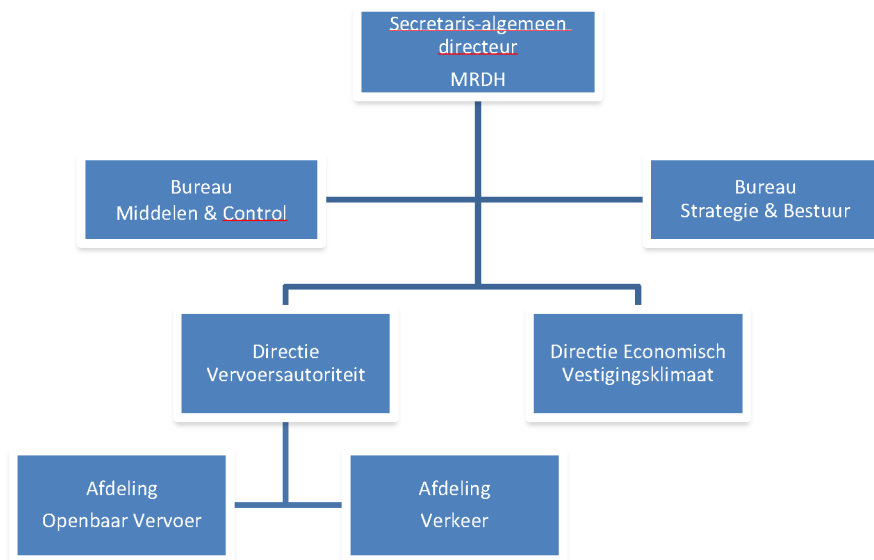 Secretaris-algemeen
directeur
MRDH
Bureau
Middelen & Control
Bureau
Strategie & Bestuur
Directie
Vervoersautoriteit
Directie Economisch
Vestigingsklimaat
Afdeling
Openbaar Vervoer
Afdeling
Verkeer